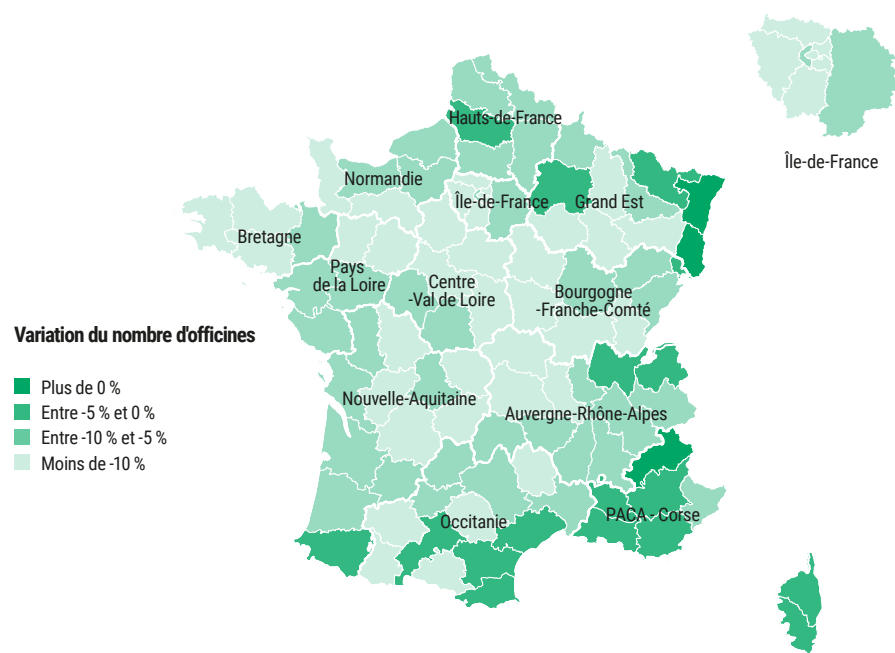 Île-de-France
Hauts-de-France
Normandie
Île-de-France
Grand Est
Bretagne
Pays
de la Loire
Centre
-Val de Loire
Bourgogne
-Franche-Comté
Variation du nombre d'officines
Plus de 0 %
Entre -5 % et 0 %
Entre -10 % et -5 %
Moins de -10 %
Nouvelle-Aquitaine
Auvergne-Rhône-Alpes
Occitanie
PACA - Corse